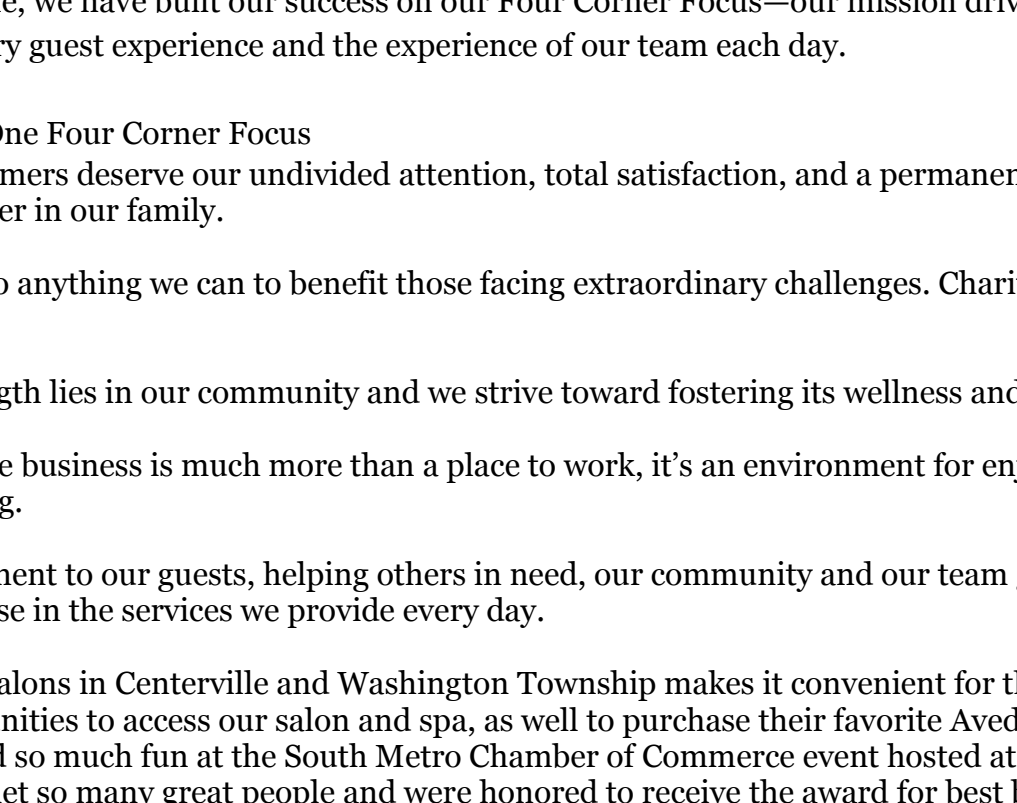 e, we have built our success on our Four Corner Focus—our mission driv
ry guest experience and the experience of our team each day.
One Four Corner Focus
mers deserve our undivided attention, total satisfaction, and a permanen
er in our family.
o anything we can to benefit those facing extraordinary challenges. Chari
gth lies in our community and we strive toward fostering its wellness and
e business is much more than a place to work, it’s an environment for enj
g.
ment to our guests, helping others in need, our community and our team
se in the services we provide every day.
alons in Centerville and Washington Township makes it convenient for th
nities to access our salon and spa, as well to purchase their favorite Aved
d so much fun at the South Metro Chamber of Commerce event hosted at
et so many great people and were honored to receive the award for best